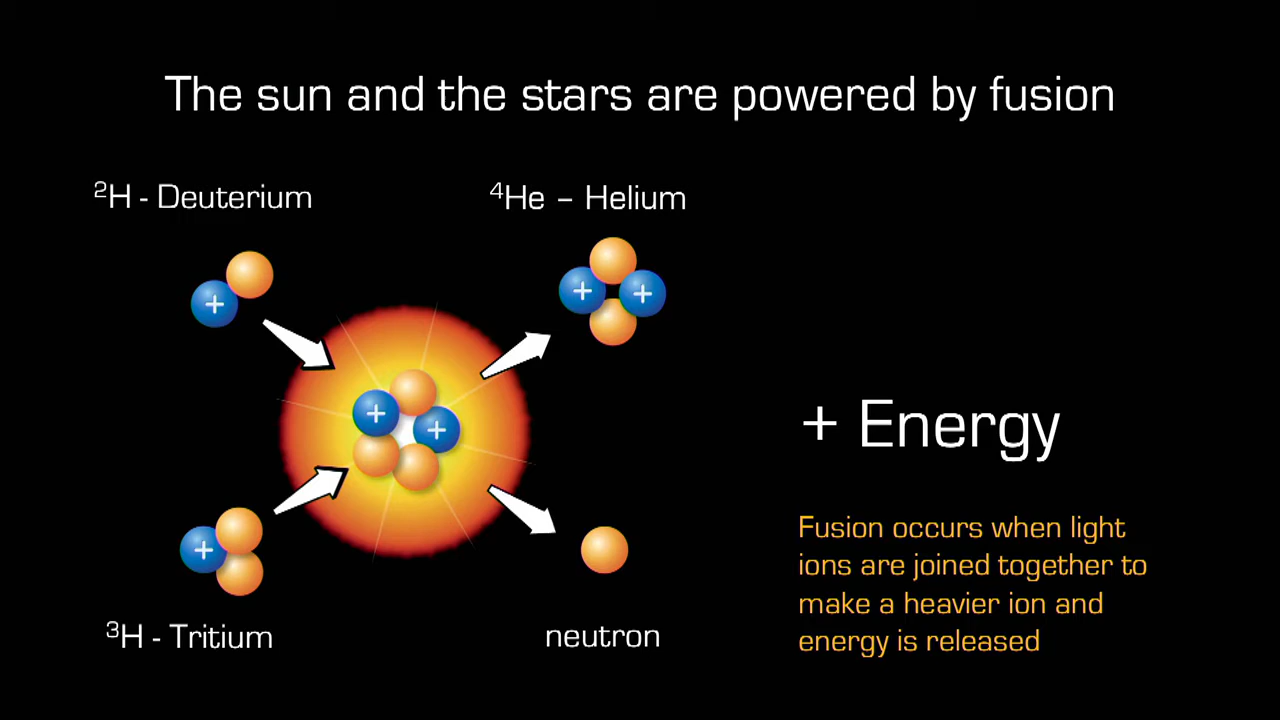 The sun and the stars are powered by fusion
²H - Deuterium
⁴He – Helium
+
+
+
+
+
+
³H - Tritium
neutron
+ Energy
Fusion occurs when light
ions are joined together to
make a heavier ion and
energy is released